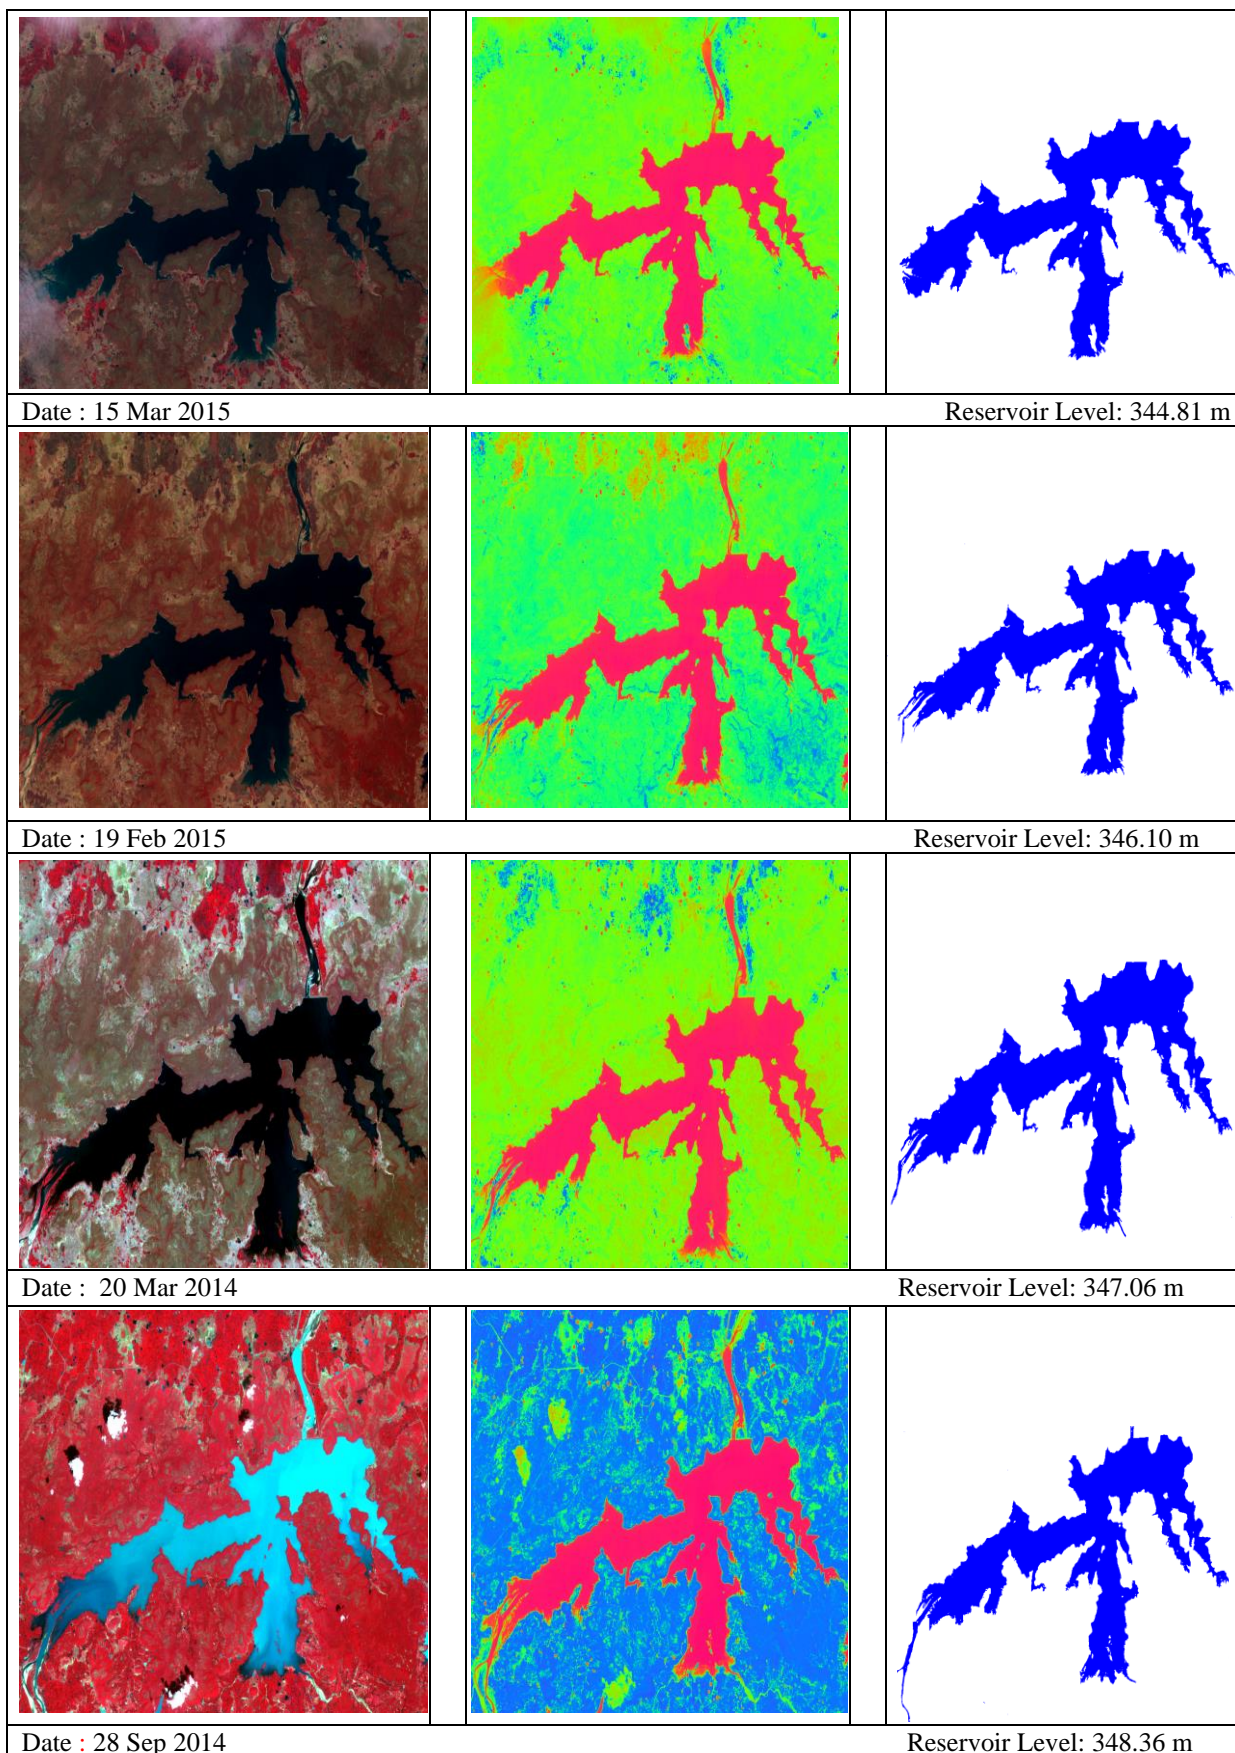 Date : 15 Mar 2015 Reservoir Level: 344.81 m
Date : 19 Feb 2015 Reservoir Level: 346.10 m
Date : 20 Mar 2014 Reservoir Level: 347.06 m
Date : 28 Sep 2014 Reservoir Level: 348.36 m